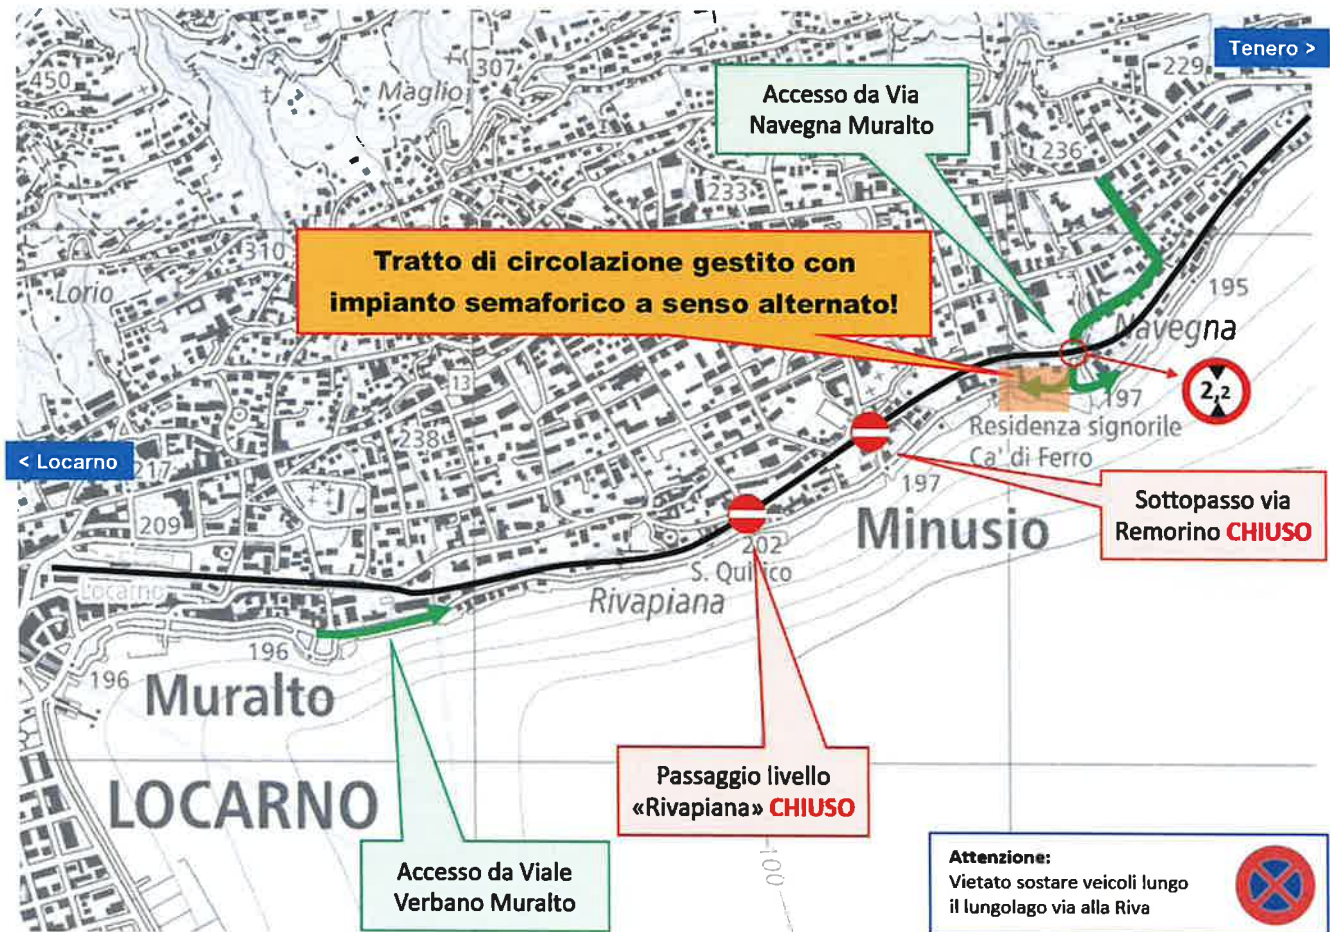 Tenero >
307
450
Maglio
229
Accesso da Via
Navegna Muralto
236
233
Tratto di circolazione gestito con
impianto semaforico a senso alternato!
310
Lorio
195
Navegna
13
2,2
197
Residenza signorile
Ca' di Ferro
238
< Locarno
217
197
Sottopasso via
Remorino CHIUSO
209
Minusio
202
S. Quirico
Locarno
Rivapiana
196
196
Muralto
LOCARNO
Passaggio livello
«Rivapiana» CHIUSO
Accesso da Viale
Verbano Muralto
100
Attenzione:
Vietato sostare veicoli lungo
il lungolago via alla Riva